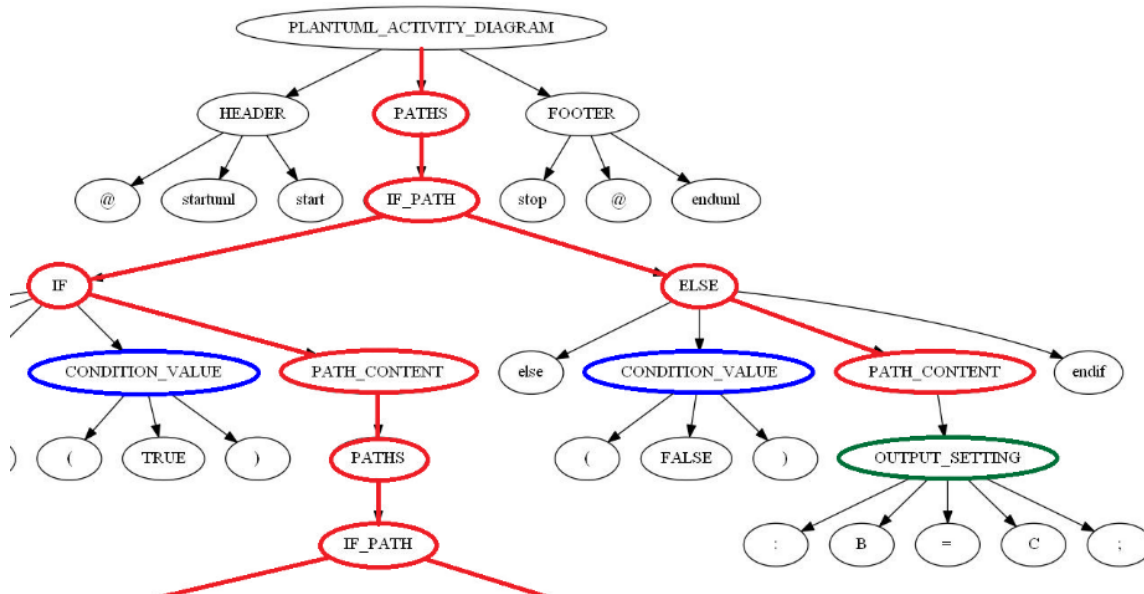 PLANTUML_ACTIVITY_DIAGRAM
HEADER PATHS FOOTER
@ startuml start IF_PATH stop @ enduml
IF ELSE
CONDITION_VALUE PATH_CONTENT else CONDITION_VALUE PATH_CONTENT endif
( TRUE ) PATHS ( FALSE ) OUTPUT_SETTING
IF_PATH : B = C ;